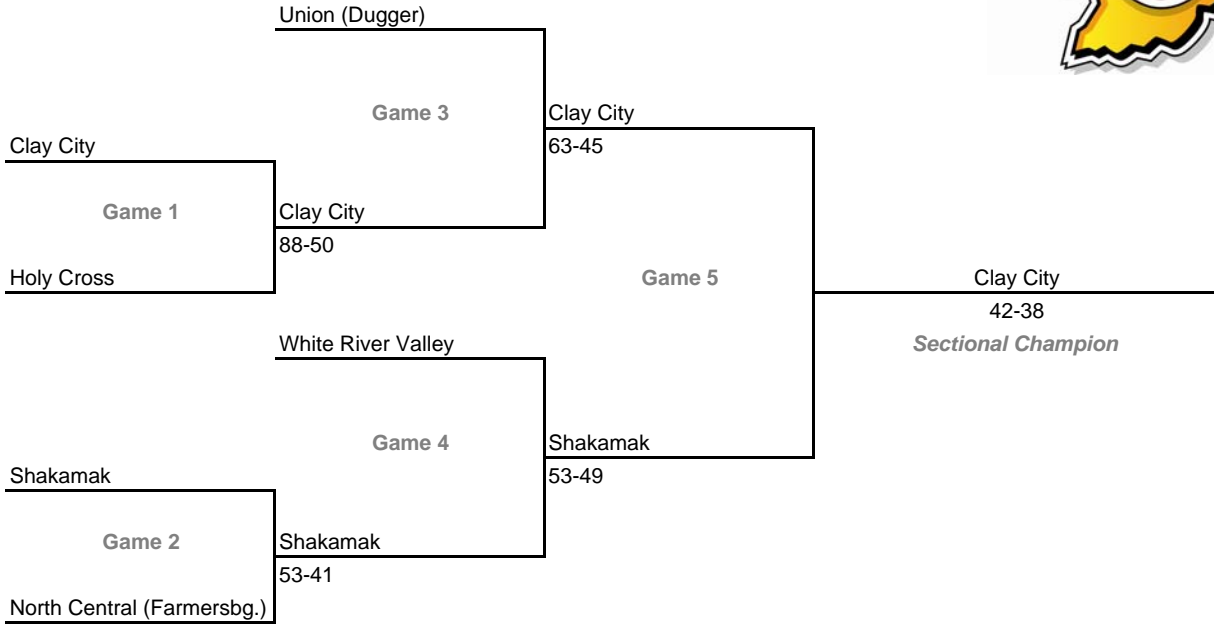 Union (Dugger)
Game 3
Clay City
Clay City
63-45
Game 1
Clay City
88-50
Holy Cross
Game 5
Clay City
42-38
White River Valley
Sectional Champion
Game 4
Shakamak
Shakamak
53-49
Game 2
Shakamak
53-41
North Central (Farmersbg.)